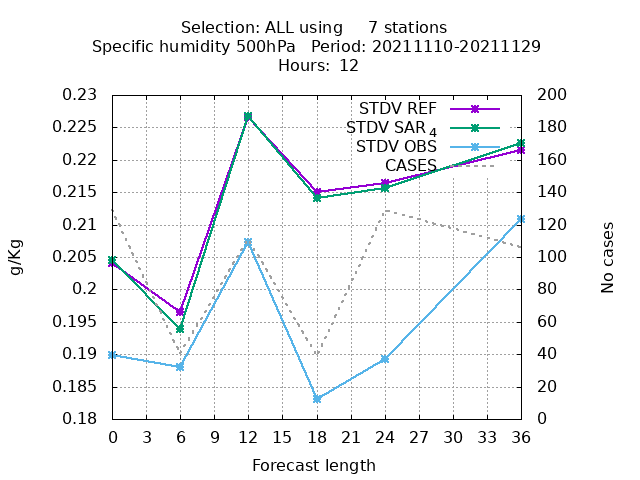 Selection: ALL using 7 stations
Specific humidity 500hPa Period: 20211110-20211129
Hours: 12
STDV REF
STDV SAR4
STDV OBS
CASES
0.23
0.225
0.22
0.215
0.21
0.205
0.2
0.195
0.19
0.185
0.18
g/Kg
200
180
160
140
120
100
80
60
40
20
0
No cases
0 3 6 9 12 15 18 21 24 27 30 33 36
Forecast length